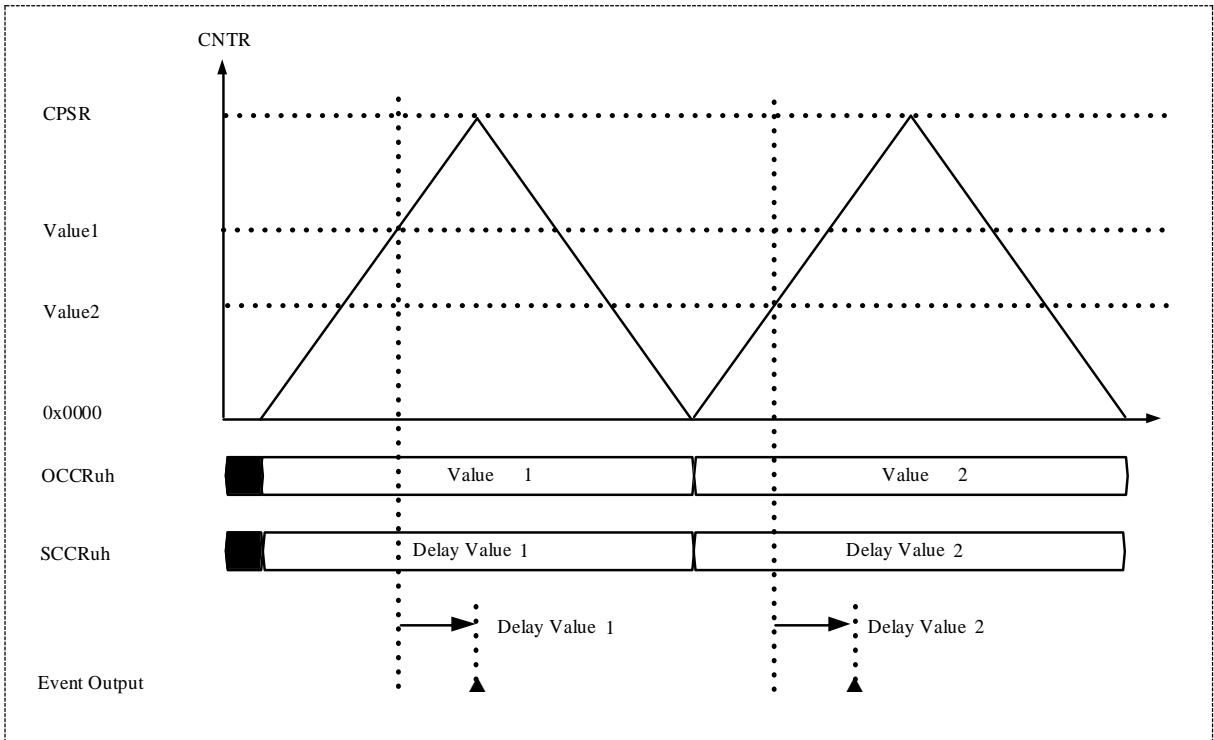 CNTR
CPSR
Value1
Value2
0x0000
OCCRuh Value 1 Value 2
SCCRuh Delay Value 1 Delay Value 2
Delay Value 1 Delay Value 2
Event Output